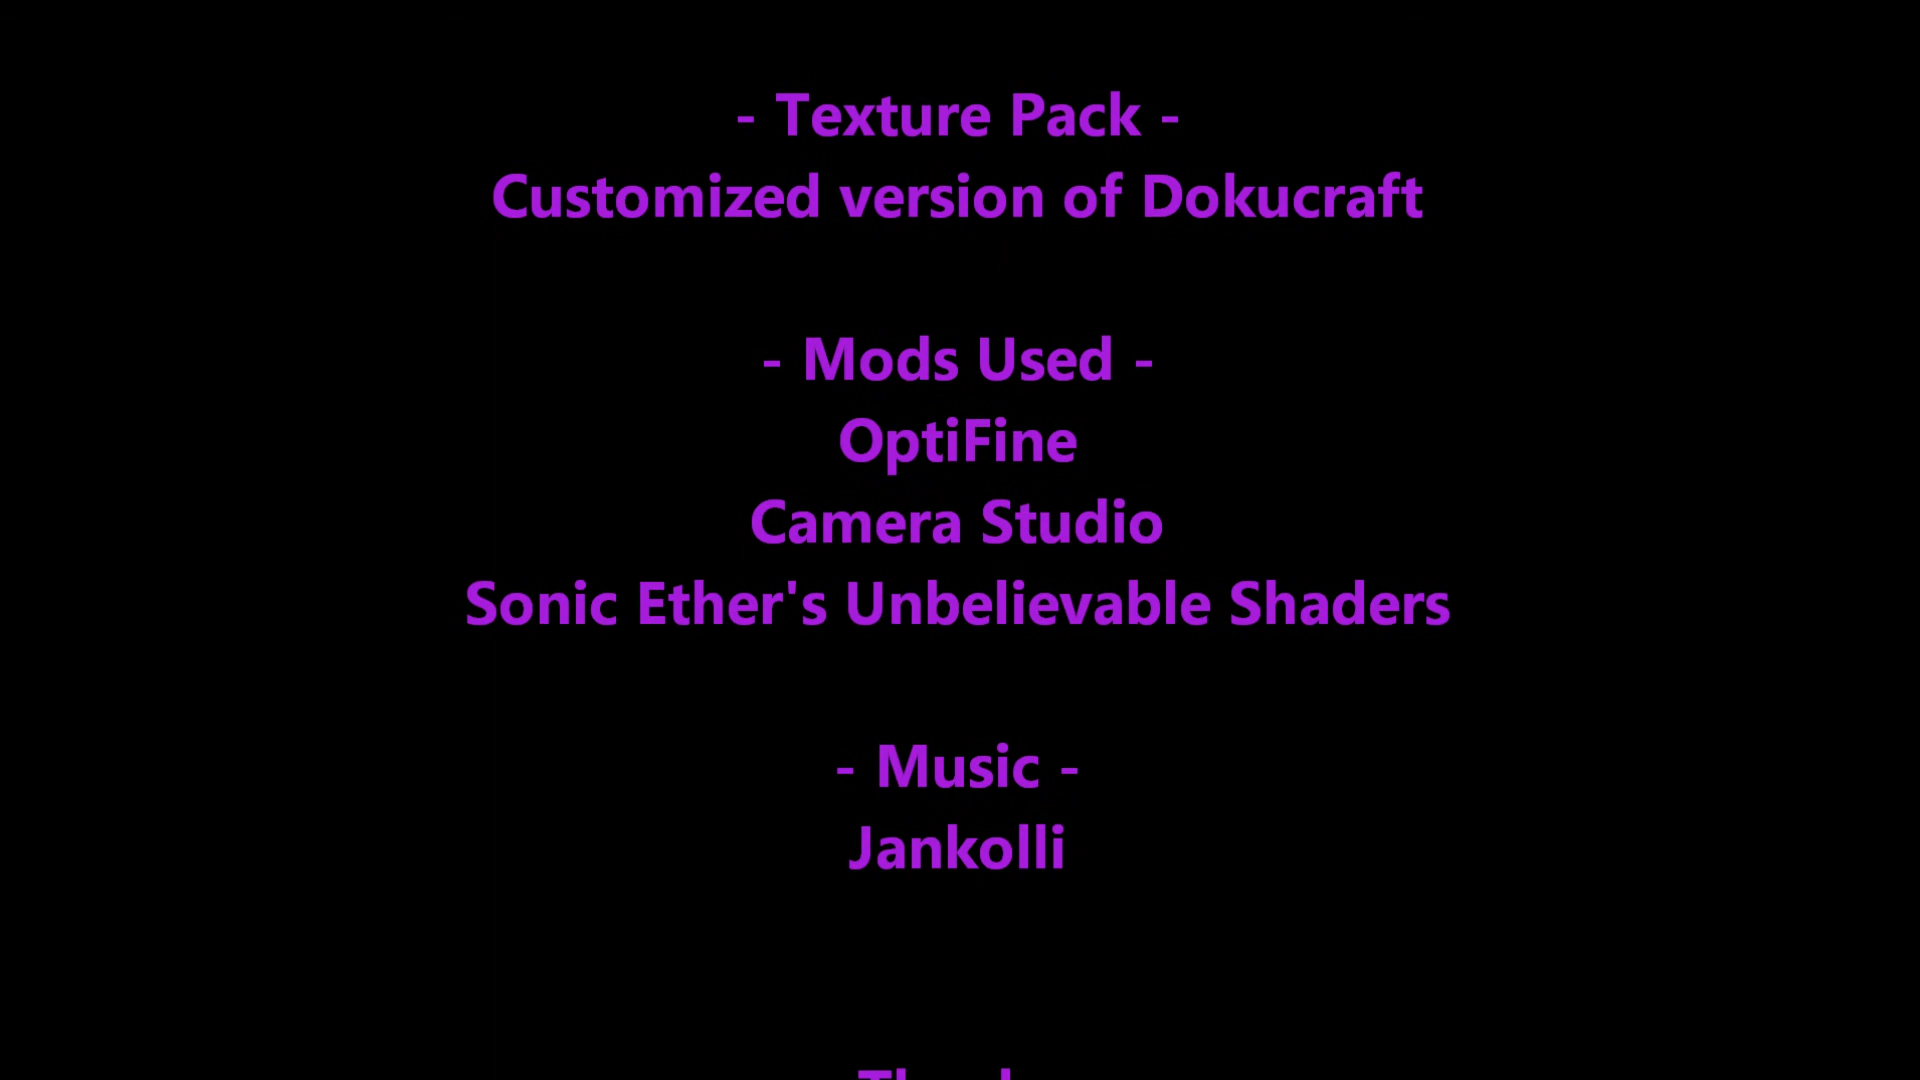 - Texture Pack -
Customized version of Dokucraft
- Mods Used -
OptiFine
Camera Studio
Sonic Ether's Unbelievable Shaders
- Music -
Jankolli